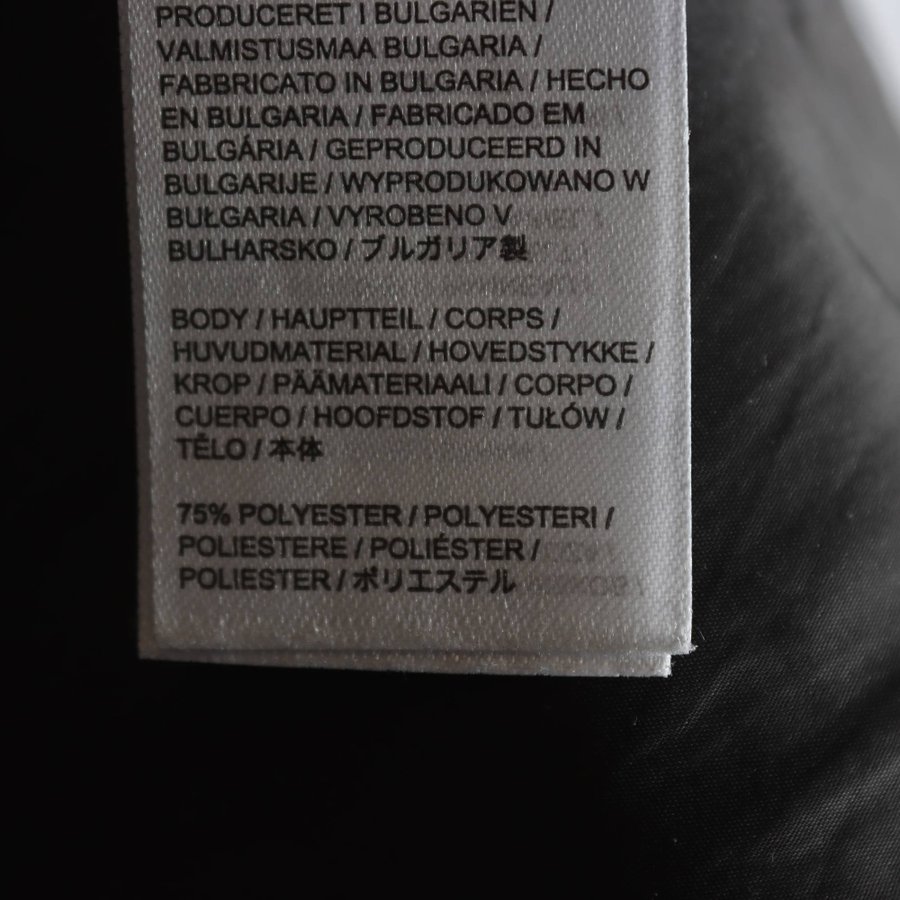 PRODUCERET I BULGARIEN /
VALMISTUSMAA BULGARIA /
FABBRICATO IN BULGARIA / HECHO
EN BULGARIA / FABRICADO EM
BULGÁRIA / GEPRODUCEERD IN
BULGARIJE / WYPRODUKOWANO W
BUŁGARIA / VYROBENO V
BULHARSKO / ブルガリア製
BODY / HAUPTTEIL / CORPS /
HUVUDMATERIAL / HOVEDSTYKKE /
KROP / PÄÄMATERIAALI / CORPO /
CUERPO / HOOFDSTOF / TUŁÓW /
TĚLO / 本体
75% POLYESTER / POLYESTERI /
POLIESTERE / POLIÉSTER /
POLIESTER / ポリエステル